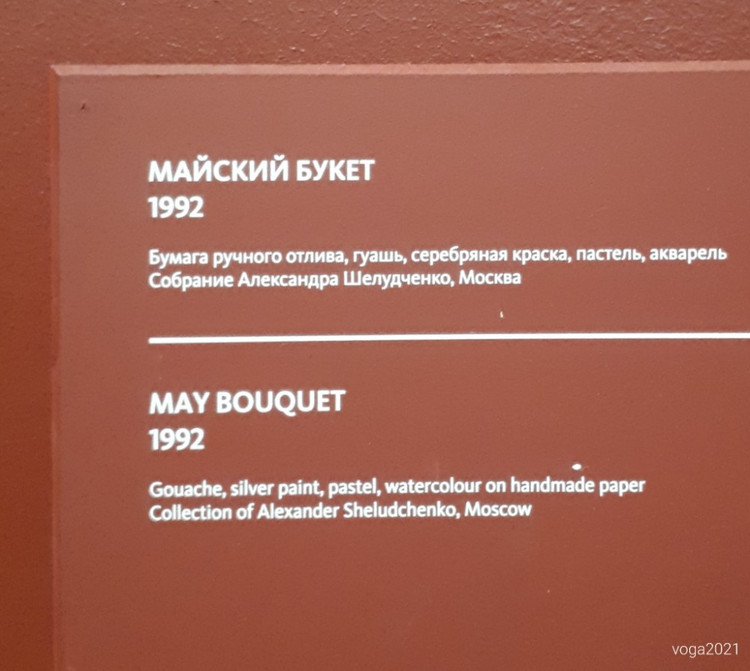 МАЙСКИЙ БУКЕТ
1992
Бумага ручного отлива, гуашь, серебряная краска, пастель, акварель
Собрание Александра Шелудченко, Москва
MAY BOUQUET
1992
Gouache, silver paint, pastel, watercolour on handmade paper
Collection of Alexander Sheludchenko, Moscow
voga2021